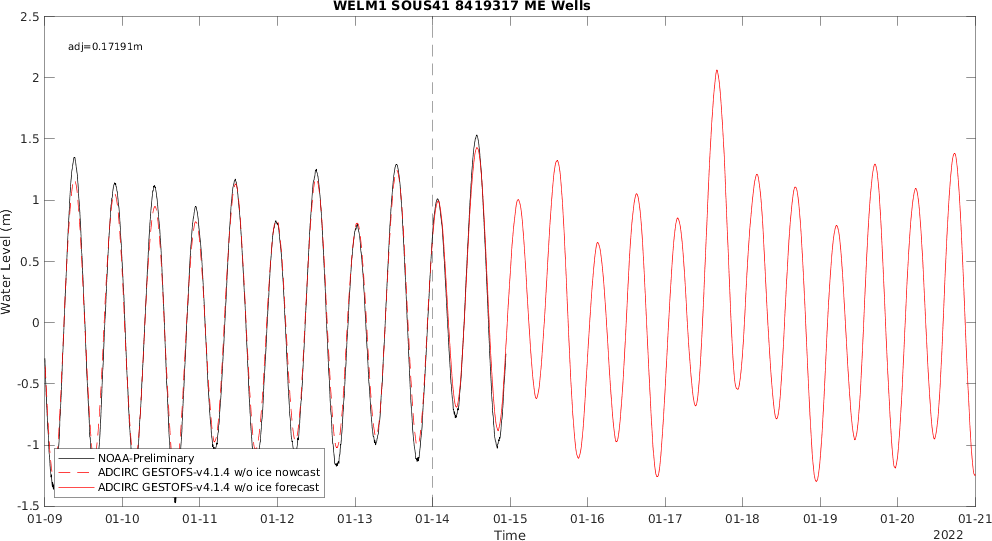 WELM1 SOUS41 8419317 ME Wells
adj=0.17191m
2.5
2
1.5
1
0.5
0
-0.5
-1
-1.5
Water Level (m)
NOAA-Preliminary
ADCIRC GESTOFS-v4.1.4 w/o ice nowcast
ADCIRC GESTOFS-v4.1.4 w/o ice forecast
01-09 01-10 01-11 01-12 01-13 01-14 01-15 01-16 01-17 01-18 01-19 01-20 01-21
Time
2022